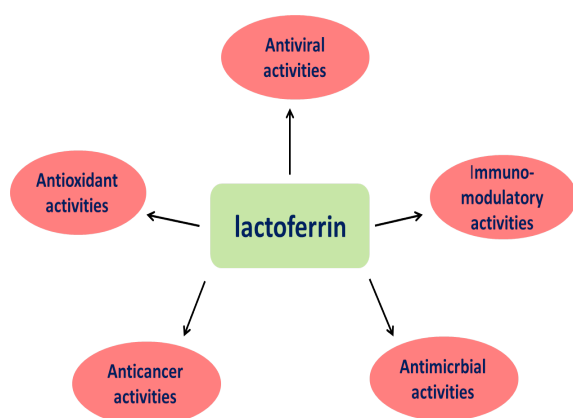 Antiviral
activities
Antioxidant
activities
Immuno-
modulatory
activities
lactoferrin
Anticancer
activities
Antimicrbial
activities